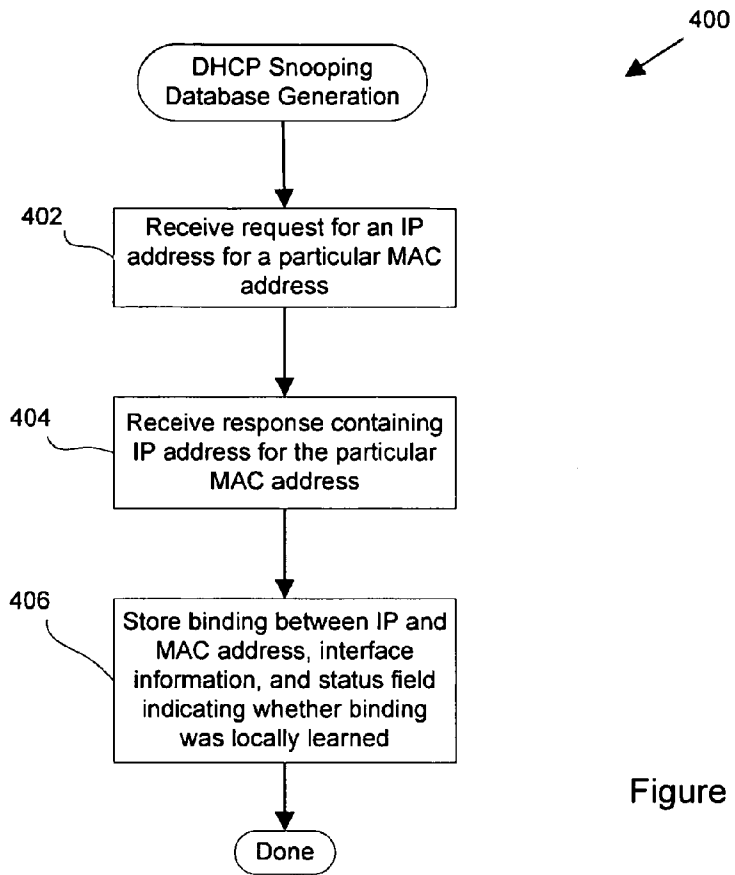 400
DHCP Snooping
Database Generation
402
Receive request for an IP
address for a particular MAC
address
404
Receive response containing
IP address for the particular
MAC address
406
Store binding between IP and
MAC address, interface
information, and status field
indicating whether binding
was locally learned
Figure
Done